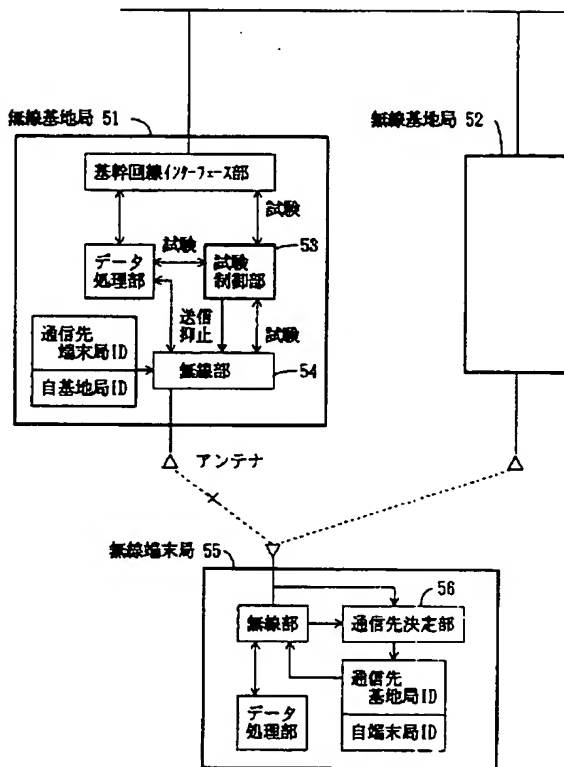 無線基地局 51
無線基地局 52
基幹回線インターフェース部
試験
試験
53
データ
処理部
試験
制御部
送信
抑止
試験
通信先
端末局ID
自基地局ID
無線部
54
アンテナ
無線端末局 55
56
無線部
通信先決定部
通信先
基地局ID
自端末局ID
データ
処理部